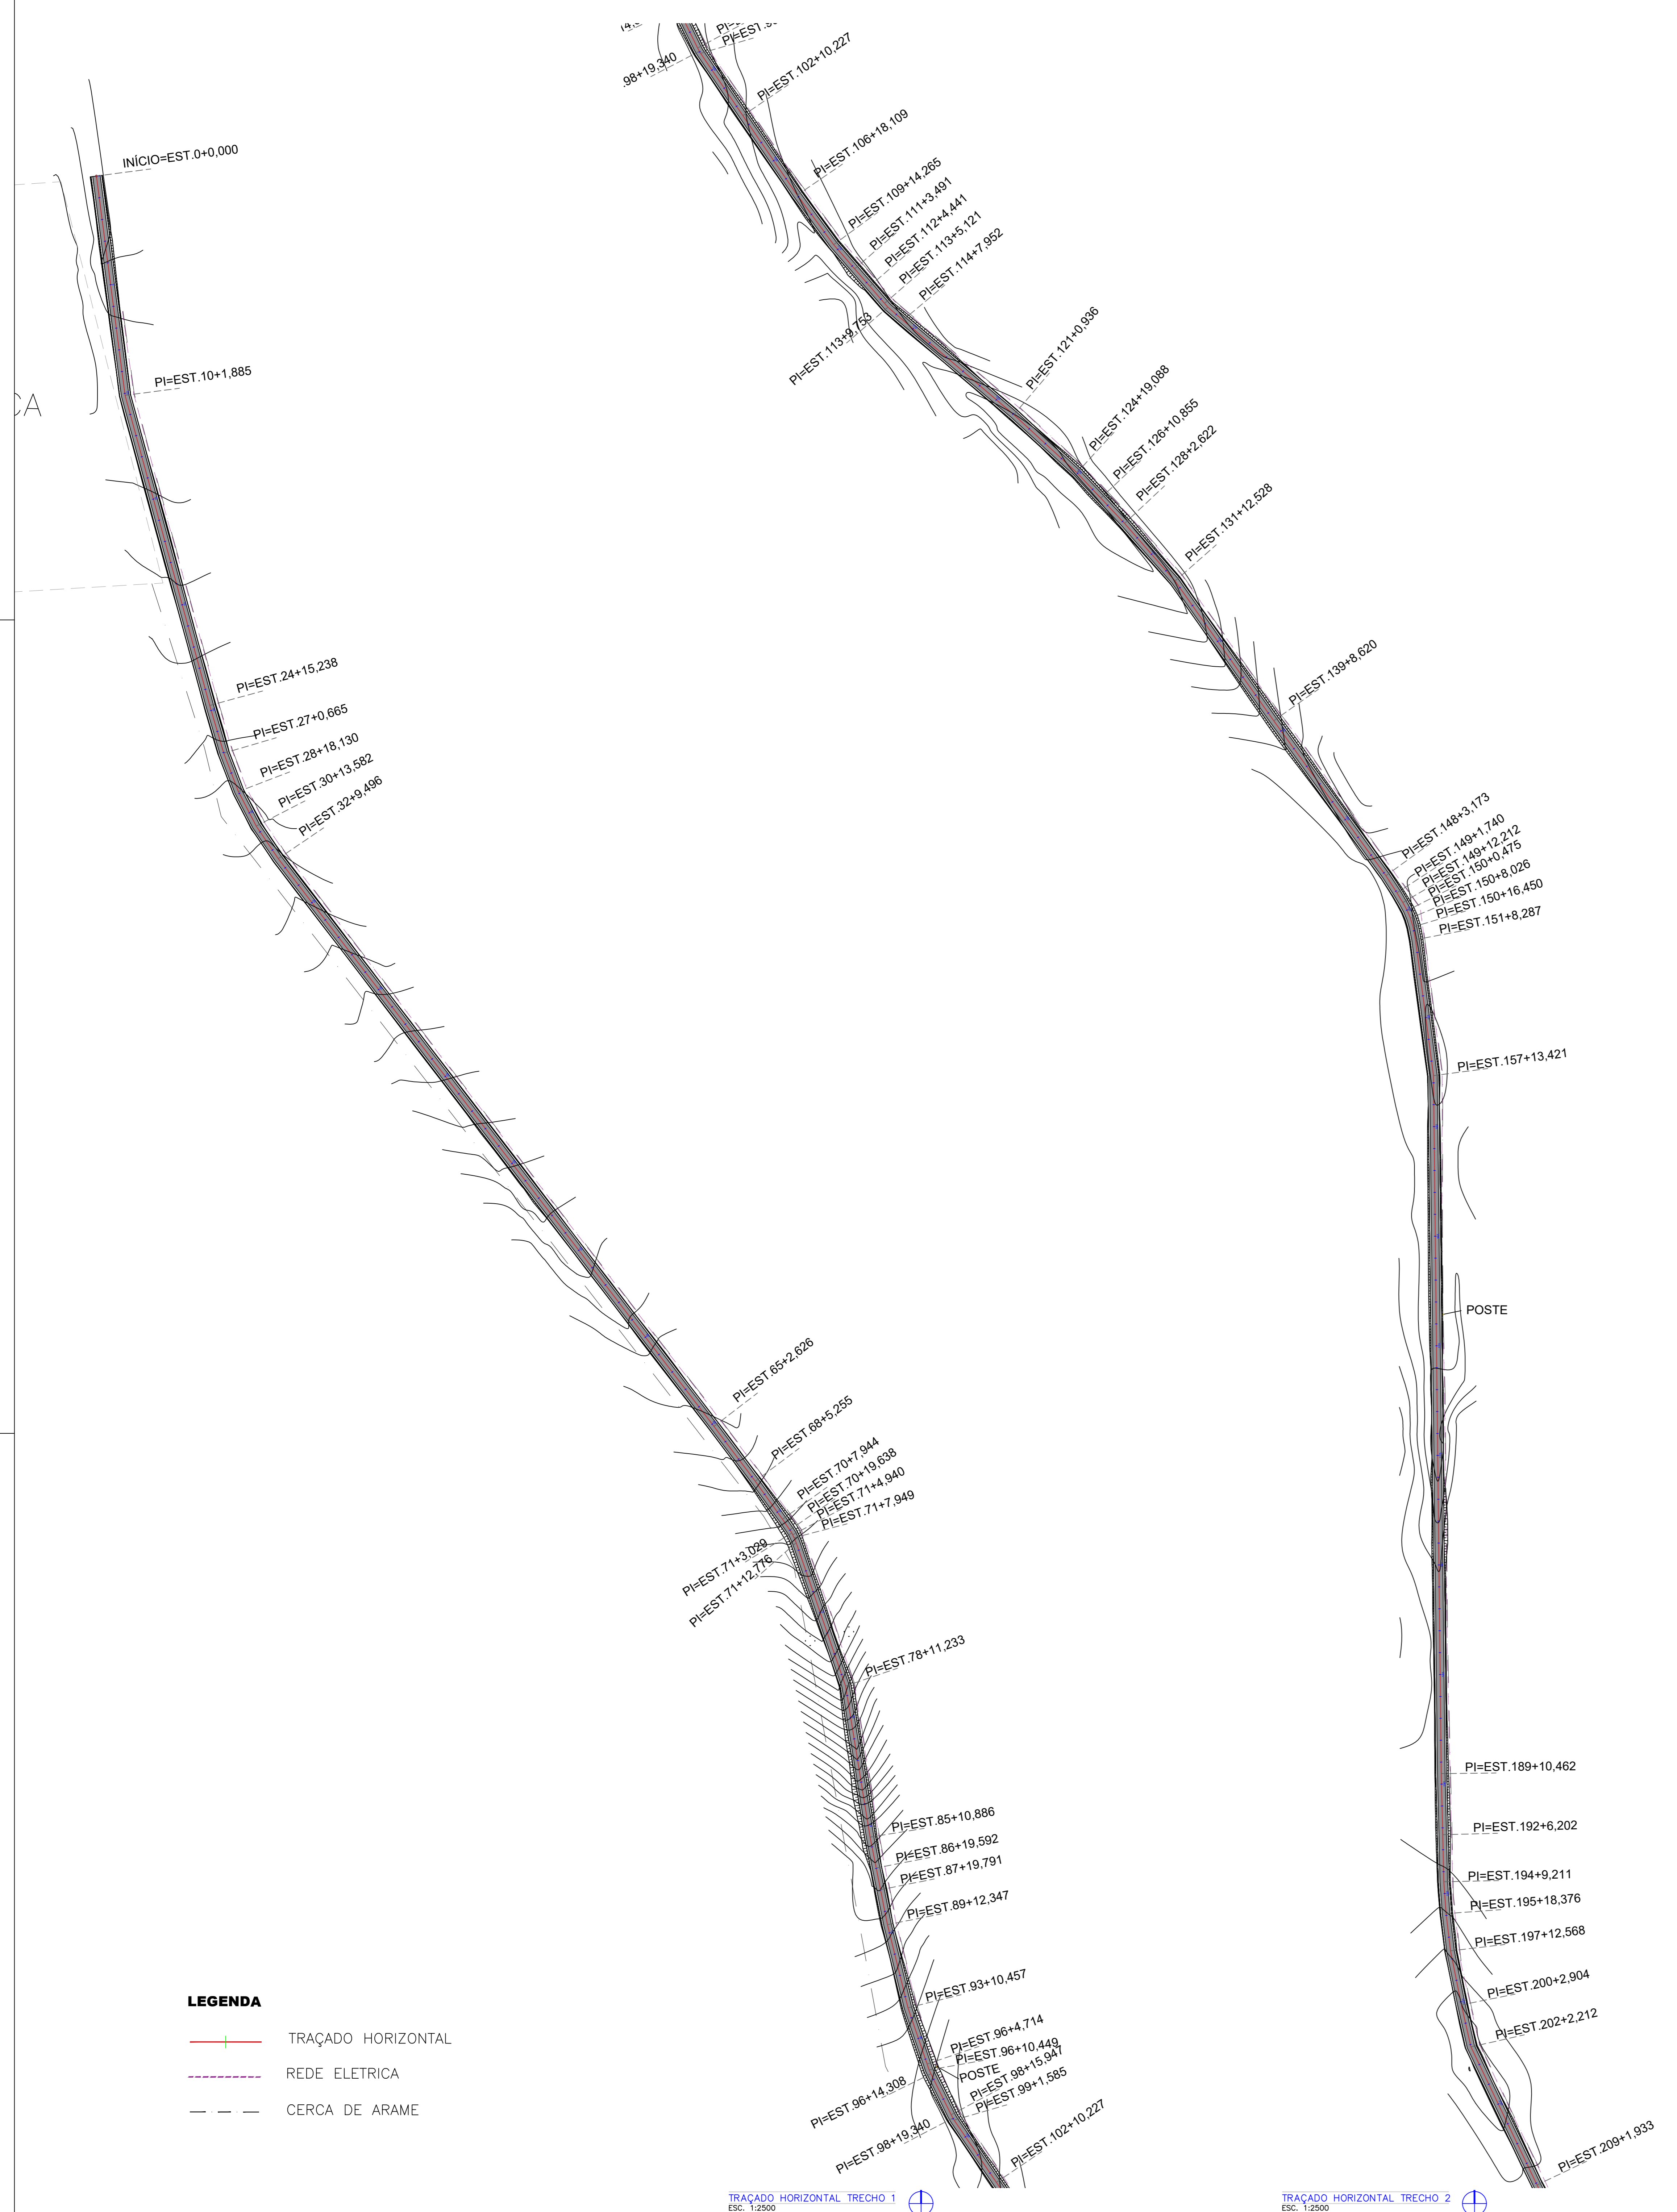 INÍCIO=EST.0+0,000
PI=EST.10+1,885
ÇA
PI=EST.24+15,238
PI=EST.27+0,665
PI=EST.28+18,130
PI=EST.30+13,582
PI=EST.32+9,496
PI=EST.65+2,626
PI=EST.68+5,255
PI=EST.70+7,944
PI=EST.70+19,638
PI=EST.71+4,940
PI=EST.71+7,949
PI=EST.71+3,029
PI=EST.71+12,776
PI=EST.78+11,233
PI=EST.85+10,886
PI=EST.86+19,592
PI=EST.87+19,791
PI=EST.89+12,347
PI=EST.93+10,457
PI=EST.96+4,714
PI=EST.96+10,449
POSTE
PI=EST.98+15,947
PI=EST.99+1,585
PI=EST.96+14,308
PI=EST.98+19,340
PI=EST.102+10,227
TRAÇADO HORIZONTAL TRECHO 1
ESC. 1:2500
.98+19,340
PI=EST.102+10,227
PI=EST.106+18,109
PI=EST.109+14,265
PI=EST.111+3,491
PI=EST.112+4,441
PI=EST.113+5,121
PI=EST.114+7,952
PI=EST.113+9,753
PI=EST.121+0,936
PI=EST.124+19,088
PI=EST.126+10,855
PI=EST.128+2,622
PI=EST.131+12,528
PI=EST.139+8,620
PI=EST.148+3,173
PI=EST.149+1,740
PI=EST.149+12,212
PI=EST.150+0,475
PI=EST.150+8,026
PI=EST.150+16,450
PI=EST.151+8,287
PI=EST.157+13,421
POSTE
PI=EST.189+10,462
PI=EST.192+6,202
PI=EST.194+9,211
PI=EST.195+18,376
PI=EST.197+12,568
PI=EST.200+2,904
PI=EST.202+2,212
PI=EST.209+1,933
TRAÇADO HORIZONTAL TRECHO 2
ESC. 1:2500
LEGENDA
TRAÇADO HORIZONTAL
REDE ELETRICA
CERCA DE ARAME